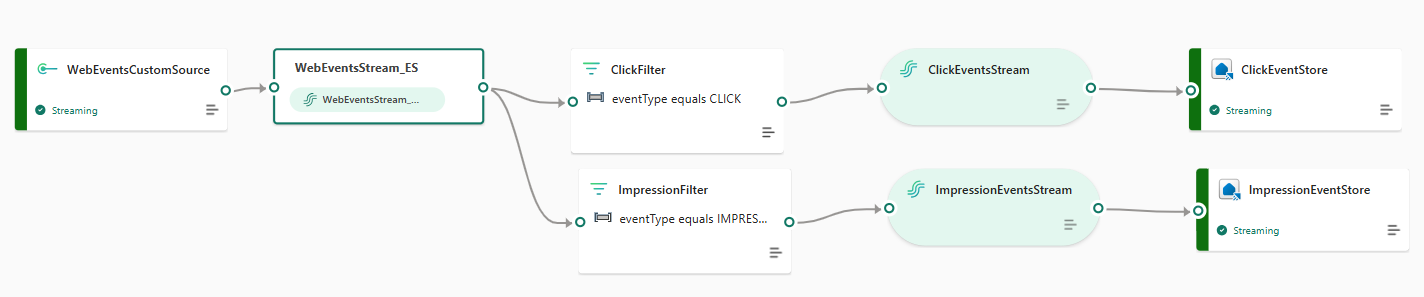 WebEventsCustomSource
Streaming
WebEventsStream_ES
WebEventsStream_...
ClickFilter
eventType equals CLICK
ClickEventsStream
ClickEventStore
Streaming
ImpressionFilter
eventType equals IMPRES...
ImpressionEventsStream
ImpressionEventStore
Streaming